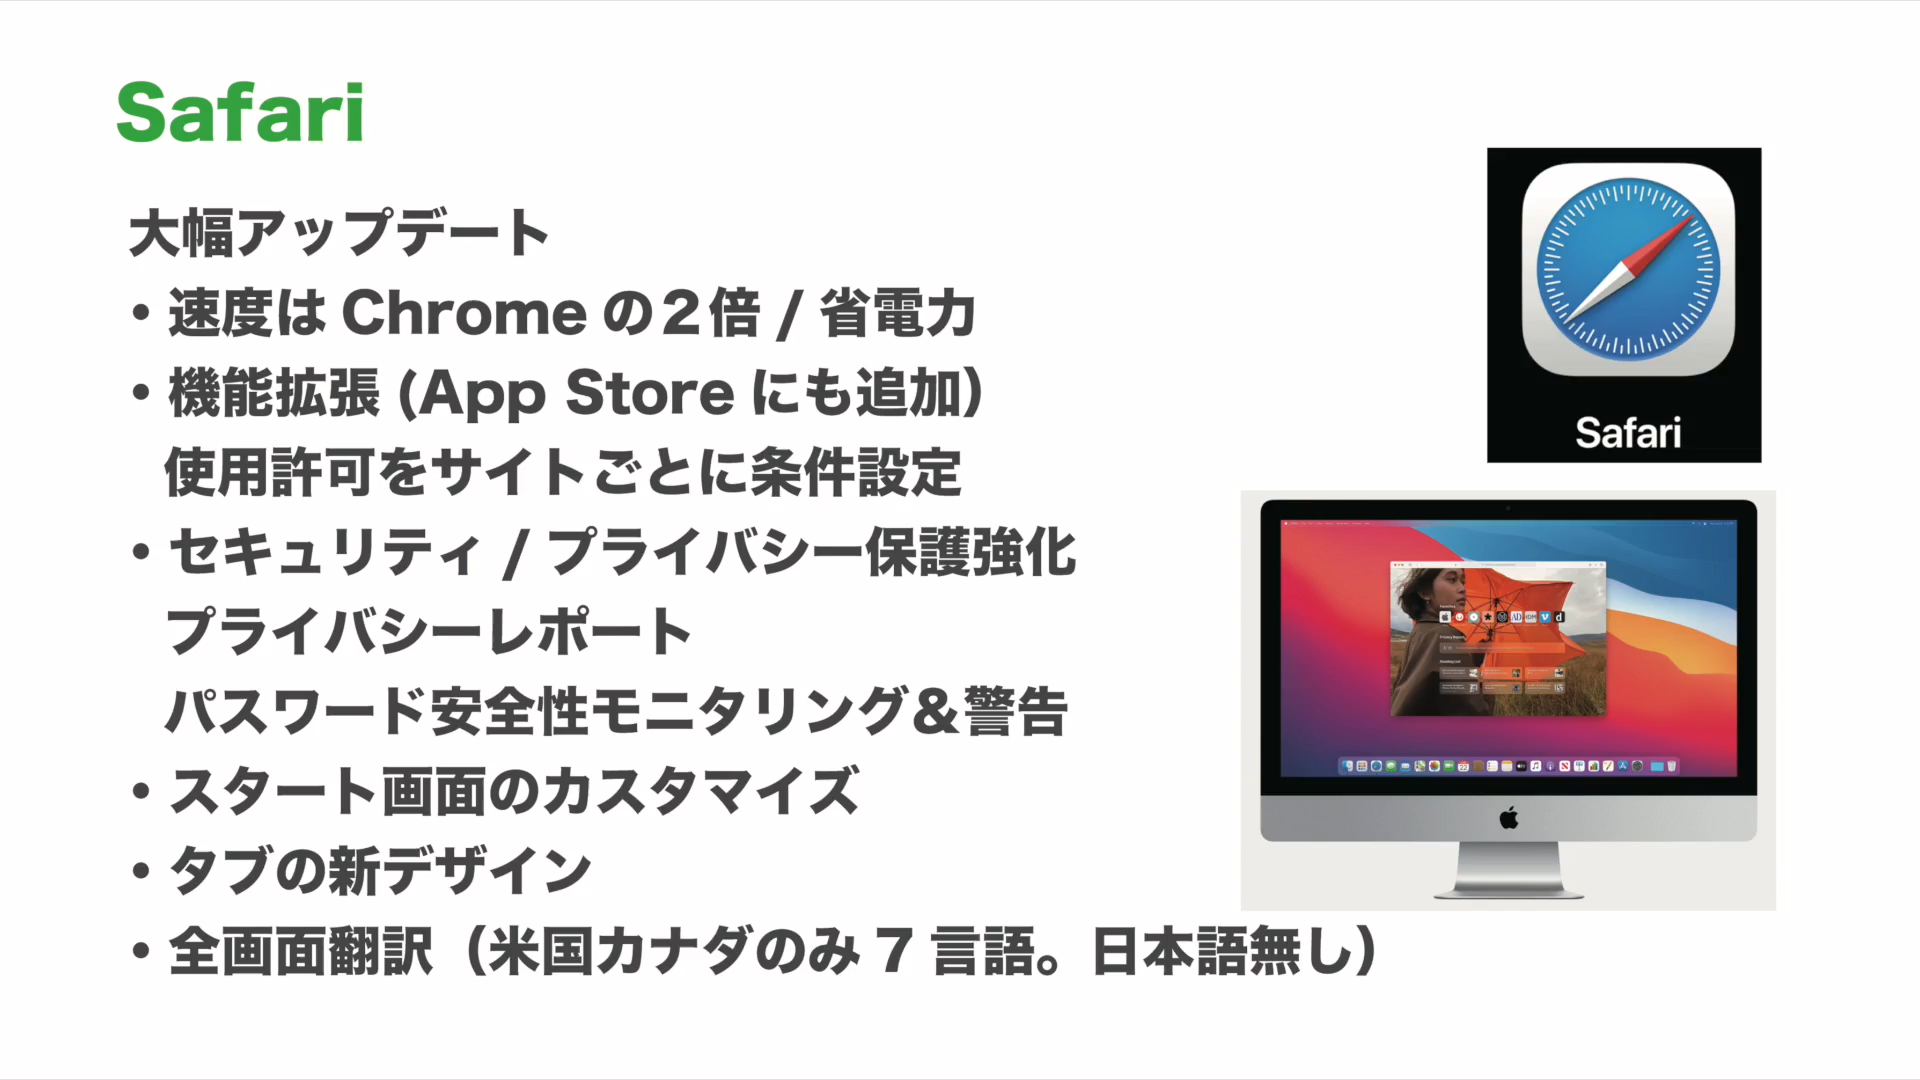 Safari
大幅アップデート
・速度は Chrome の２倍 / 省電力
・機能拡張 (App Store にも追加）
使用許可をサイトごとに条件設定
・セキュリティ / プライバシー保護強化
プライバシーレポート
パスワード安全性モニタリング＆警告
・スタート画面のカスタマイズ
・タブの新デザイン
・全画面翻訳（米国カナダのみ 7 言語。日本語無し）
Safari